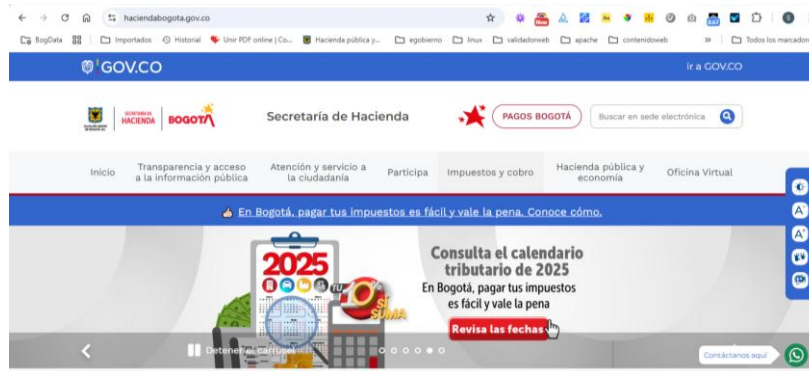 haciendabogota.gov.co
BogData
Importados
Historial
Unir PDF online | Co...
Hacienda pública y...
egobierno
linux
validadorweb
apache
contenidoweb
»
Todos los marcadores
GOV.CO
Ir a GOV.CO
HACIENDA
BOGOTÁ
Secretaría de Hacienda
PAGOS BOGOTÁ
Buscar en sede electrónica
Inicio
Transparencia y acceso
a la información pública
Atención y servicio a
la ciudadanía
Participa
Impuestos y cobro
Hacienda pública y
economía
Oficina Virtual
En Bogotá, pagar tus impuestos es fácil y vale la pena. Conoce cómo.
2025
TU 10%
SÍ
SUMA
Consulta el calendario
tributario de 2025
En Bogotá, pagar tus impuestos
es fácil y vale la pena
Revisa las fechas
Detener el carrusel
Contáctanos aquí